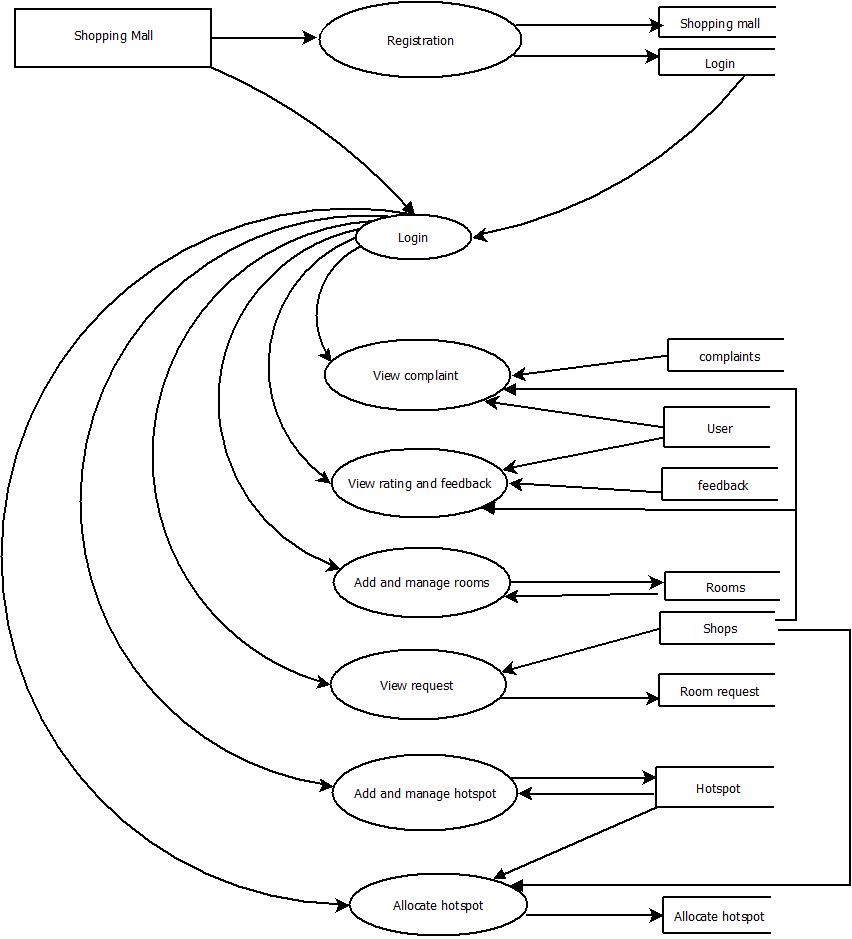 Shopping Mall
Registration
Shopping mall
Login
Login
View complaint
complaints
User
View rating and feedback
feedback
Add and manage rooms
Rooms
Shops
View request
Room request
Add and manage hotspot
Hotspot
Allocate hotspot
Allocate hotspot